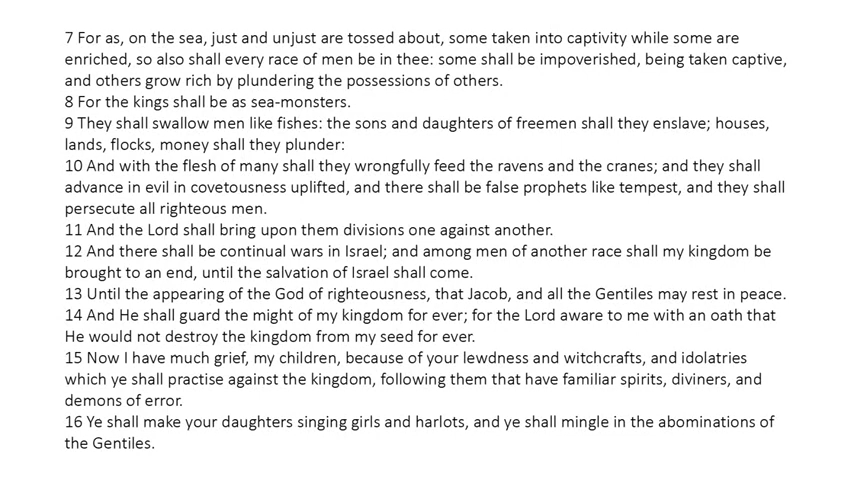 7 For as, on the sea, just and unjust are tossed about, some taken into captivity while some are
enriched, so also shall every race of men be in thee: some shall be impoverished, being taken captive,
and others grow rich by plundering the possessions of others.
8 For the kings shall be as sea-monsters.
9 They shall swallow men like fishes: the sons and daughters of freemen shall they enslave; houses,
lands, flocks, money shall they plunder:
10 And with the flesh of many shall they wrongfully feed the ravens and the cranes; and they shall
advance in evil in covetousness uplifted, and there shall be false prophets like tempest, and they shall
persecute all righteous men.
11 And the Lord shall bring upon them divisions one against another.
12 And there shall be continual wars in Israel; and among men of another race shall my kingdom be
brought to an end, until the salvation of Israel shall come.
13 Until the appearing of the God of righteousness, that Jacob, and all the Gentiles may rest in peace.
14 And He shall guard the might of my kingdom for ever; for the Lord aware to me with an oath that
He would not destroy the kingdom from my seed for ever.
15 Now I have much grief, my children, because of your lewdness and witchcrafts, and idolatries
which ye shall practise against the kingdom, following them that have familiar spirits, diviners, and
demons of error.
16 Ye shall make your daughters singing girls and harlots, and ye shall mingle in the abominations of
the Gentiles.